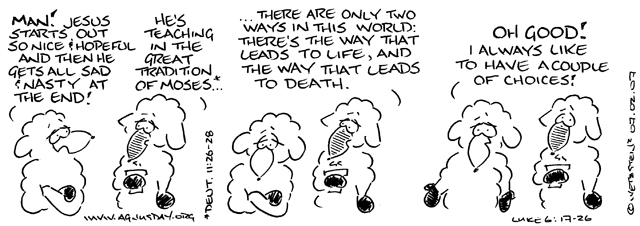 MAN! JESUS
STARTS OUT
SO NICE & HOPEFUL
AND THEN HE
GETS ALL SAD
& NASTY AT
THE END!
HE'S
TEACHING
IN THE
GREAT
TRADITION
OF MOSES...*
WWW.AGNUSDAY.ORG
*DEUT. 11:26-28
...THERE ARE ONLY TWO
WAYS IN THIS WORLD:
THERE'S THE WAY THAT
LEADS TO LIFE, AND
THE WAY THAT LEADS
TO DEATH.
OH GOOD!
I ALWAYS LIKE
TO HAVE A COUPLE
OF CHOICES!
LUKE 6:17-26